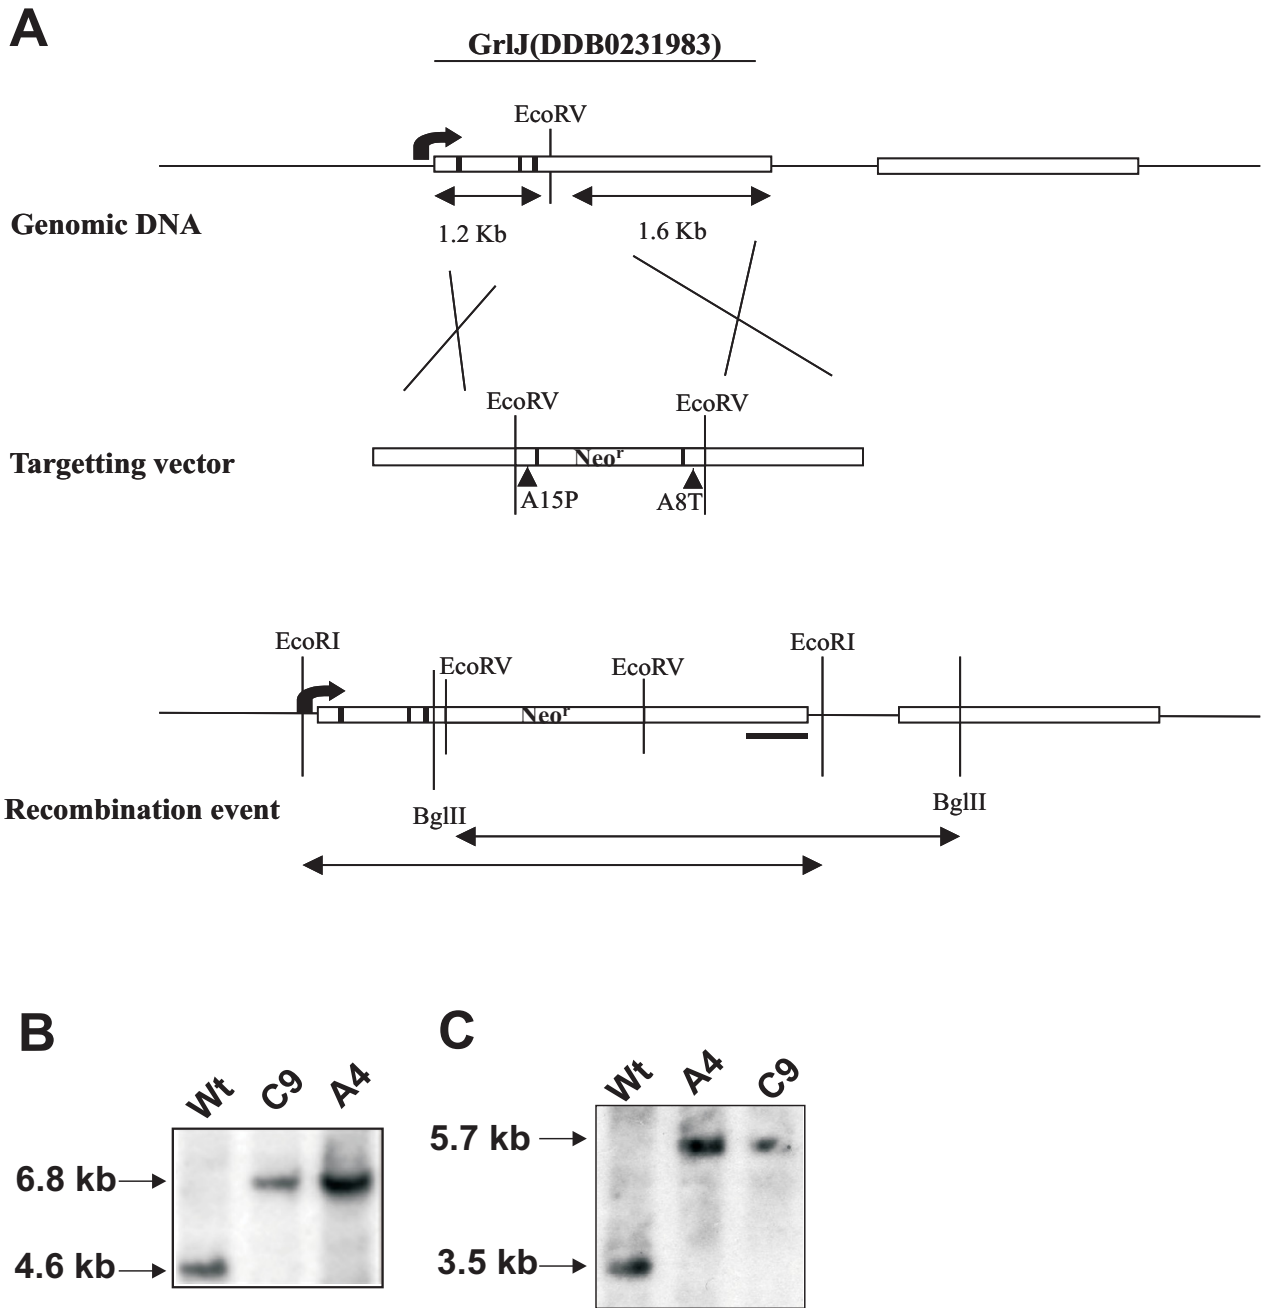 A
GrlJ(DDB0231983)
EcoRV
Genomic DNA
1.2 Kb
1.6 Kb
EcoRV
EcoRV
Targetting vector
Neoʳ
A15P
A8T
EcoRI
EcoRV
EcoRV
EcoRI
Neoʳ
Recombination event
BglII
BglII
B
Wt
C9
A4
6.8 kb
4.6 kb
C
Wt
A4
C9
5.7 kb
3.5 kb